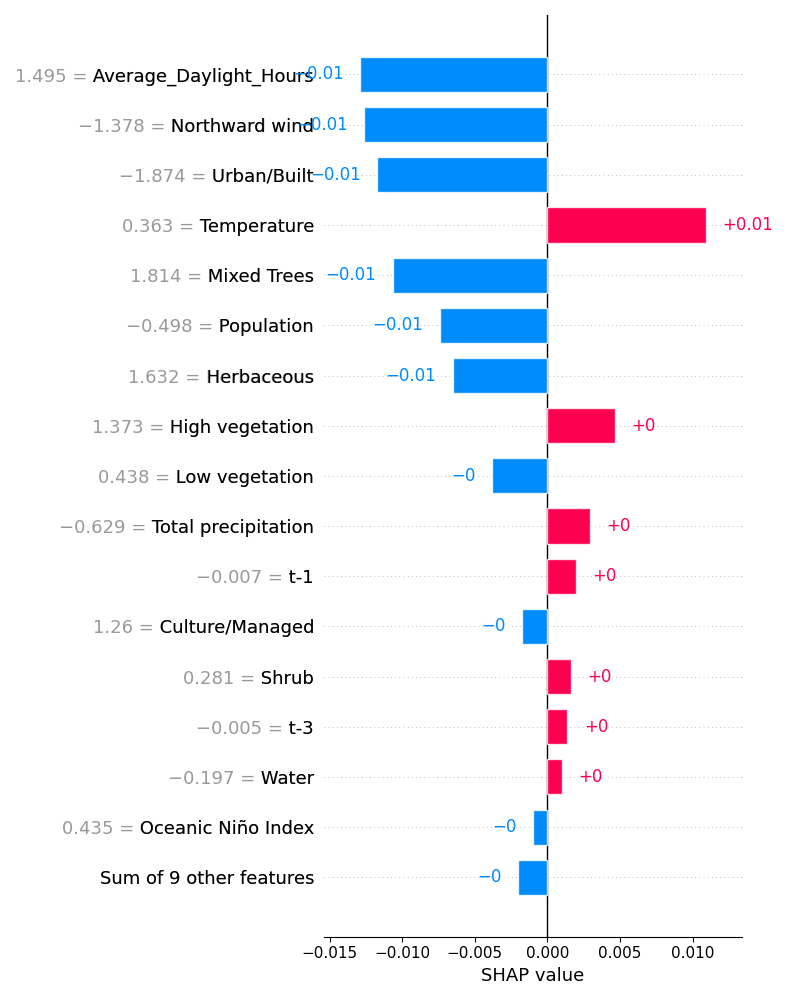 1.495 = Average_Daylight_Hours −0.01
−1.378 = Northward wind −0.01
−1.874 = Urban/Built −0.01
0.363 = Temperature +0.01
1.814 = Mixed Trees −0.01
−0.498 = Population −0.01
1.632 = Herbaceous −0.01
1.373 = High vegetation +0
0.438 = Low vegetation −0
−0.629 = Total precipitation +0
−0.007 = t-1 +0
1.26 = Culture/Managed −0
0.281 = Shrub +0
−0.005 = t-3 +0
−0.197 = Water +0
0.435 = Oceanic Niño Index −0
Sum of 9 other features −0
−0.015 −0.010 −0.005 0.000 0.005 0.010
SHAP value